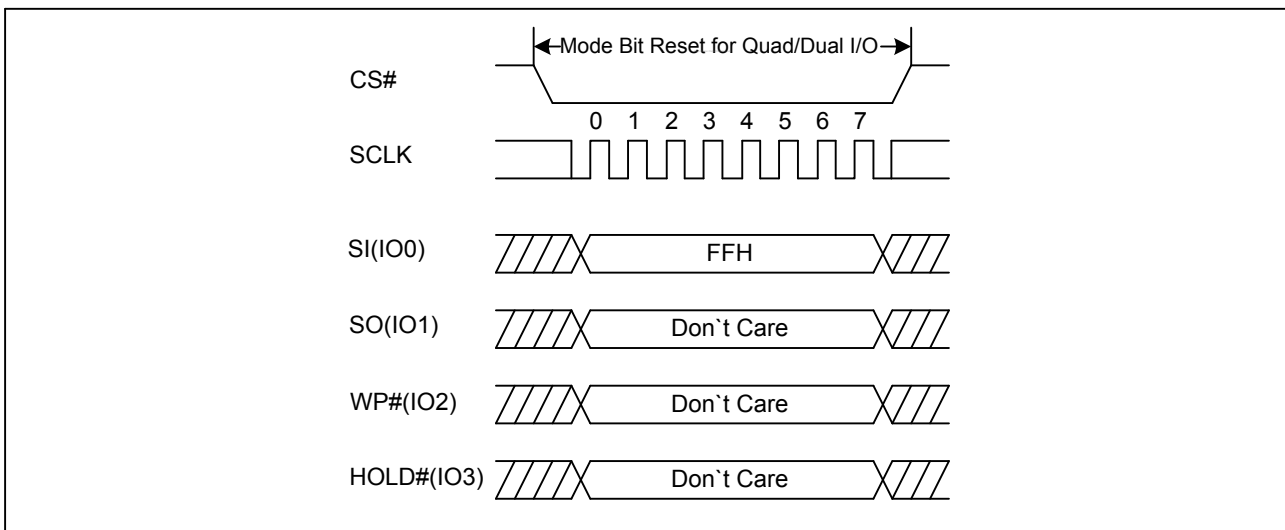 Mode Bit Reset for Quad/Dual I/O
CS#
0 1 2 3 4 5 6 7
SCLK
SI(IO0) FFH
SO(IO1) Don`t Care
WP#(IO2) Don`t Care
HOLD#(IO3) Don`t Care